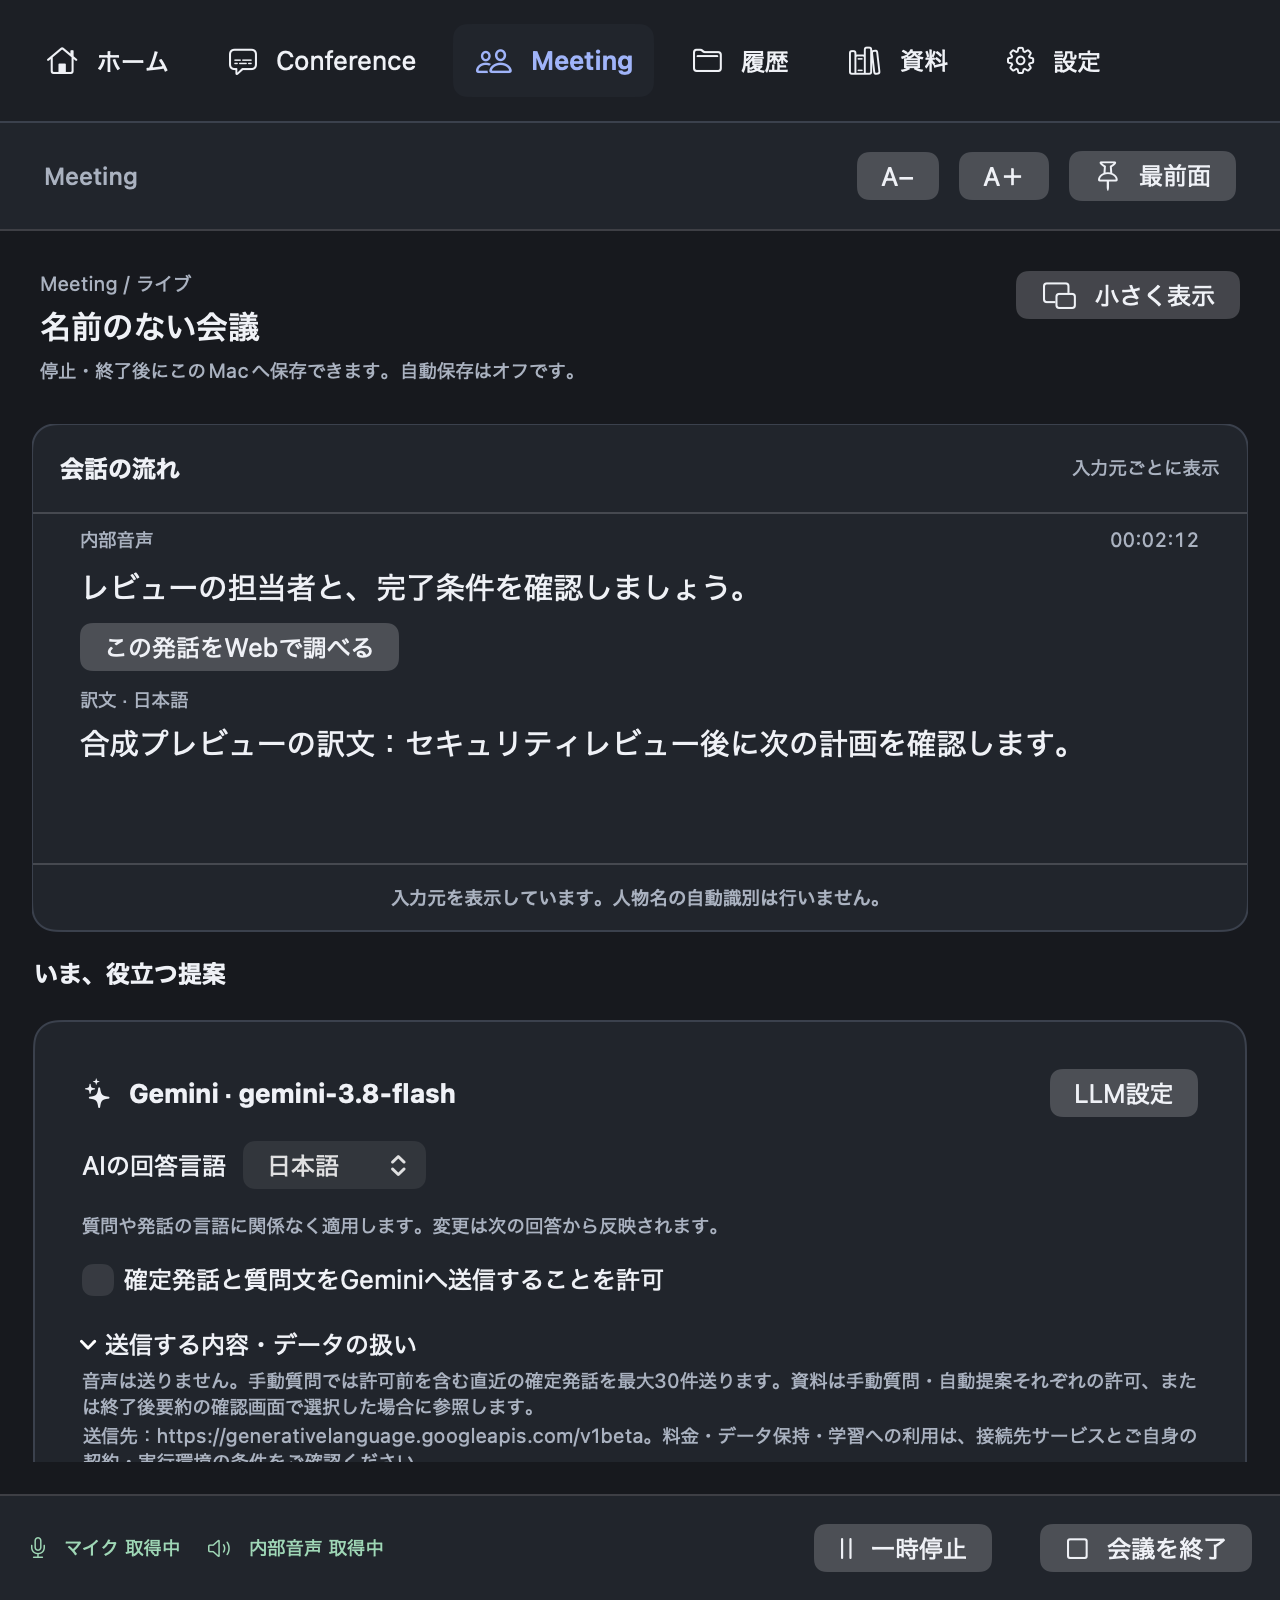 ホーム
Conference
Meeting
履歴
資料
設定
Meeting
A−
A+
最前面
Meeting / ライブ
名前のない会議
小さく表示
停止・終了後にこのMacへ保存できます。自動保存はオフです。
会話の流れ
入力元ごとに表示
内部音声
00:02:12
レビューの担当者と、完了条件を確認しましょう。
この発話をWebで調べる
訳文 · 日本語
合成プレビューの訳文：セキュリティレビュー後に次の計画を確認します。
入力元を表示しています。人物名の自動識別は行いません。
いま、役立つ提案
Gemini · gemini-3.8-flash
LLM設定
AIの回答言語
日本語
質問や発話の言語に関係なく適用します。変更は次の回答から反映されます。
確定発話と質問文をGeminiへ送信することを許可
送信する内容・データの扱い
音声は送りません。手動質問では許可前を含む直近の確定発話を最大30件送ります。資料は手動質問・自動提案それぞれの許可、また
は終了後要約の確認画面で選択した場合に参照します。
送信先：https://generativelanguage.googleapis.com/v1beta。料金・データ保持・学習への利用は、接続先サービスとご自身の
契約・実行環境の条件をご確認ください。
マイク 取得中
内部音声 取得中
一時停止
会議を終了